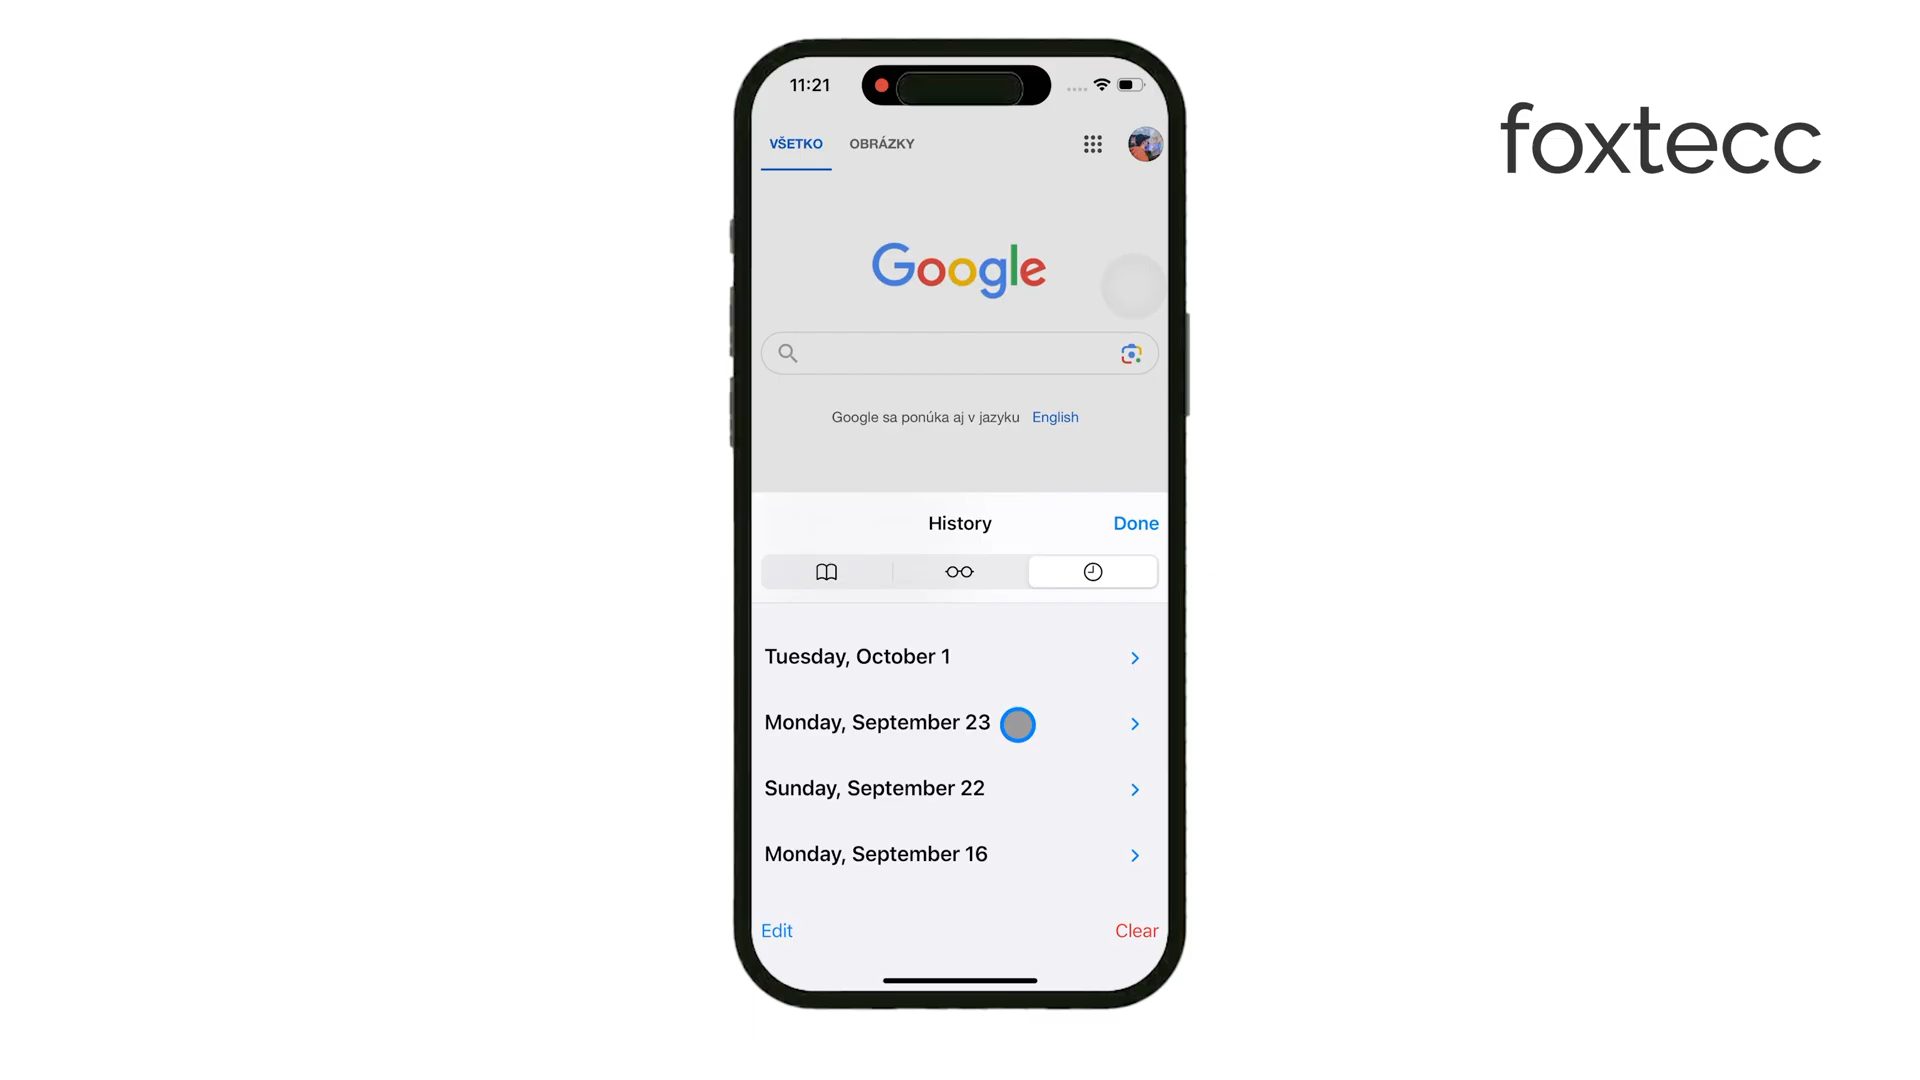 11:21
foxtecc
VŠETKO OBRÁZKY
Google
Google sa ponúka aj v jazyku English
History Done
Tuesday, October 1
Monday, September 23
Sunday, September 22
Monday, September 16
Edit Clear